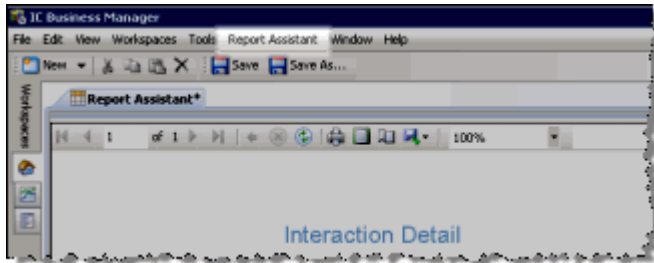 IC Business Manager
File Edit View Workspaces Tools Report Assistant Window Help
New Save Save As...
Workspaces
Report Assistant*
1 of 1 100%
Interaction Detail